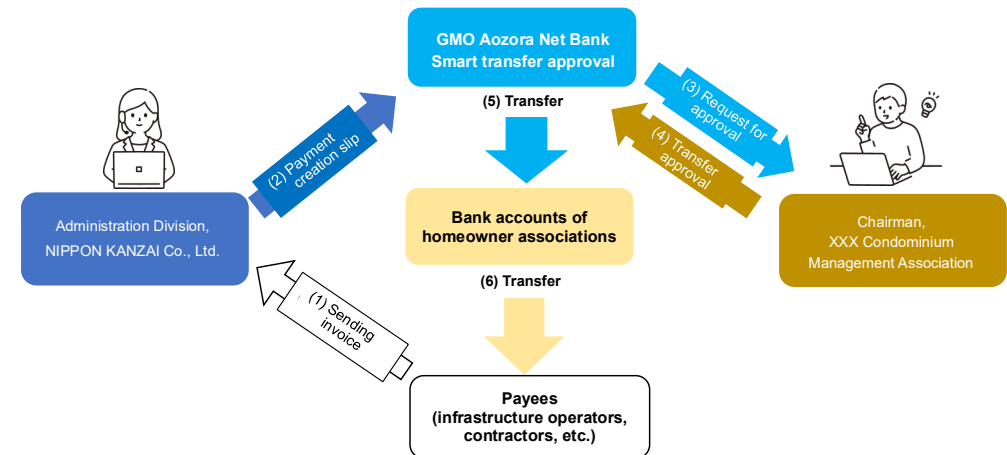 GMO Aozora Net Bank
Smart transfer approval
(5) Transfer
(2) Payment
creation slip
(3) Request for
approval
(4) Transfer
approval
Administration Division,
NIPPON KANZAI Co., Ltd.
Bank accounts of
homeowner associations
Chairman,
XXX Condominium
Management Association
(6) Transfer
(1) Sending
invoice
Payees
(infrastructure operators,
contractors, etc.)